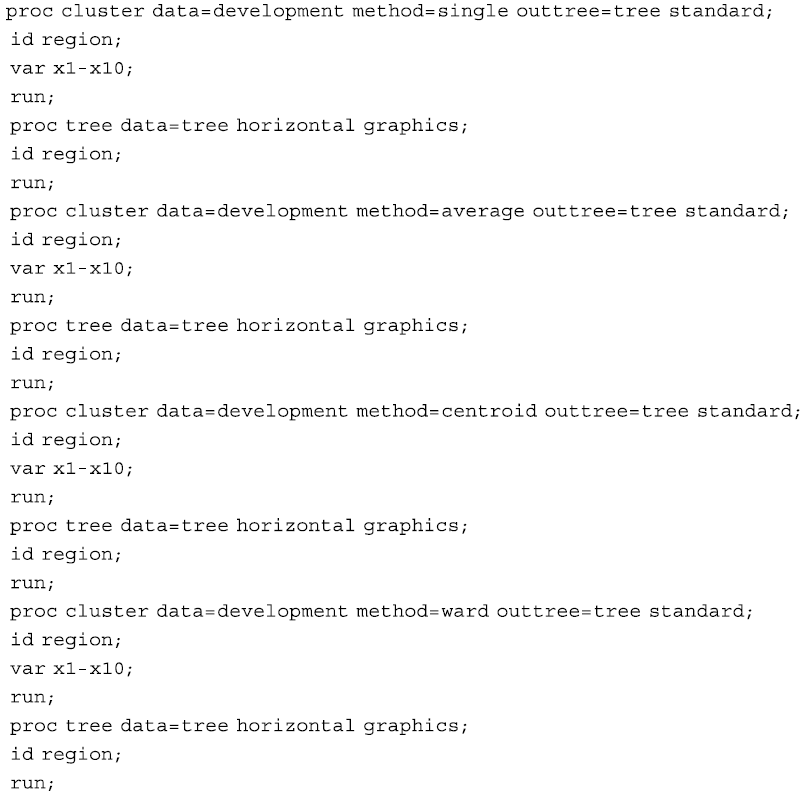 proc cluster data=development method=single outtree=tree standard;
id region;
var x1-x10;
run;
proc tree data=tree horizontal graphics;
id region;
run;
proc cluster data=development method=average outtree=tree standard;
id region;
var x1-x10;
run;
proc tree data=tree horizontal graphics;
id region;
run;
proc cluster data=development method=centroid outtree=tree standard;
id region;
var x1-x10;
run;
proc tree data=tree horizontal graphics;
id region;
run;
proc cluster data=development method=ward outtree=tree standard;
id region;
var x1-x10;
run;
proc tree data=tree horizontal graphics;
id region;
run;